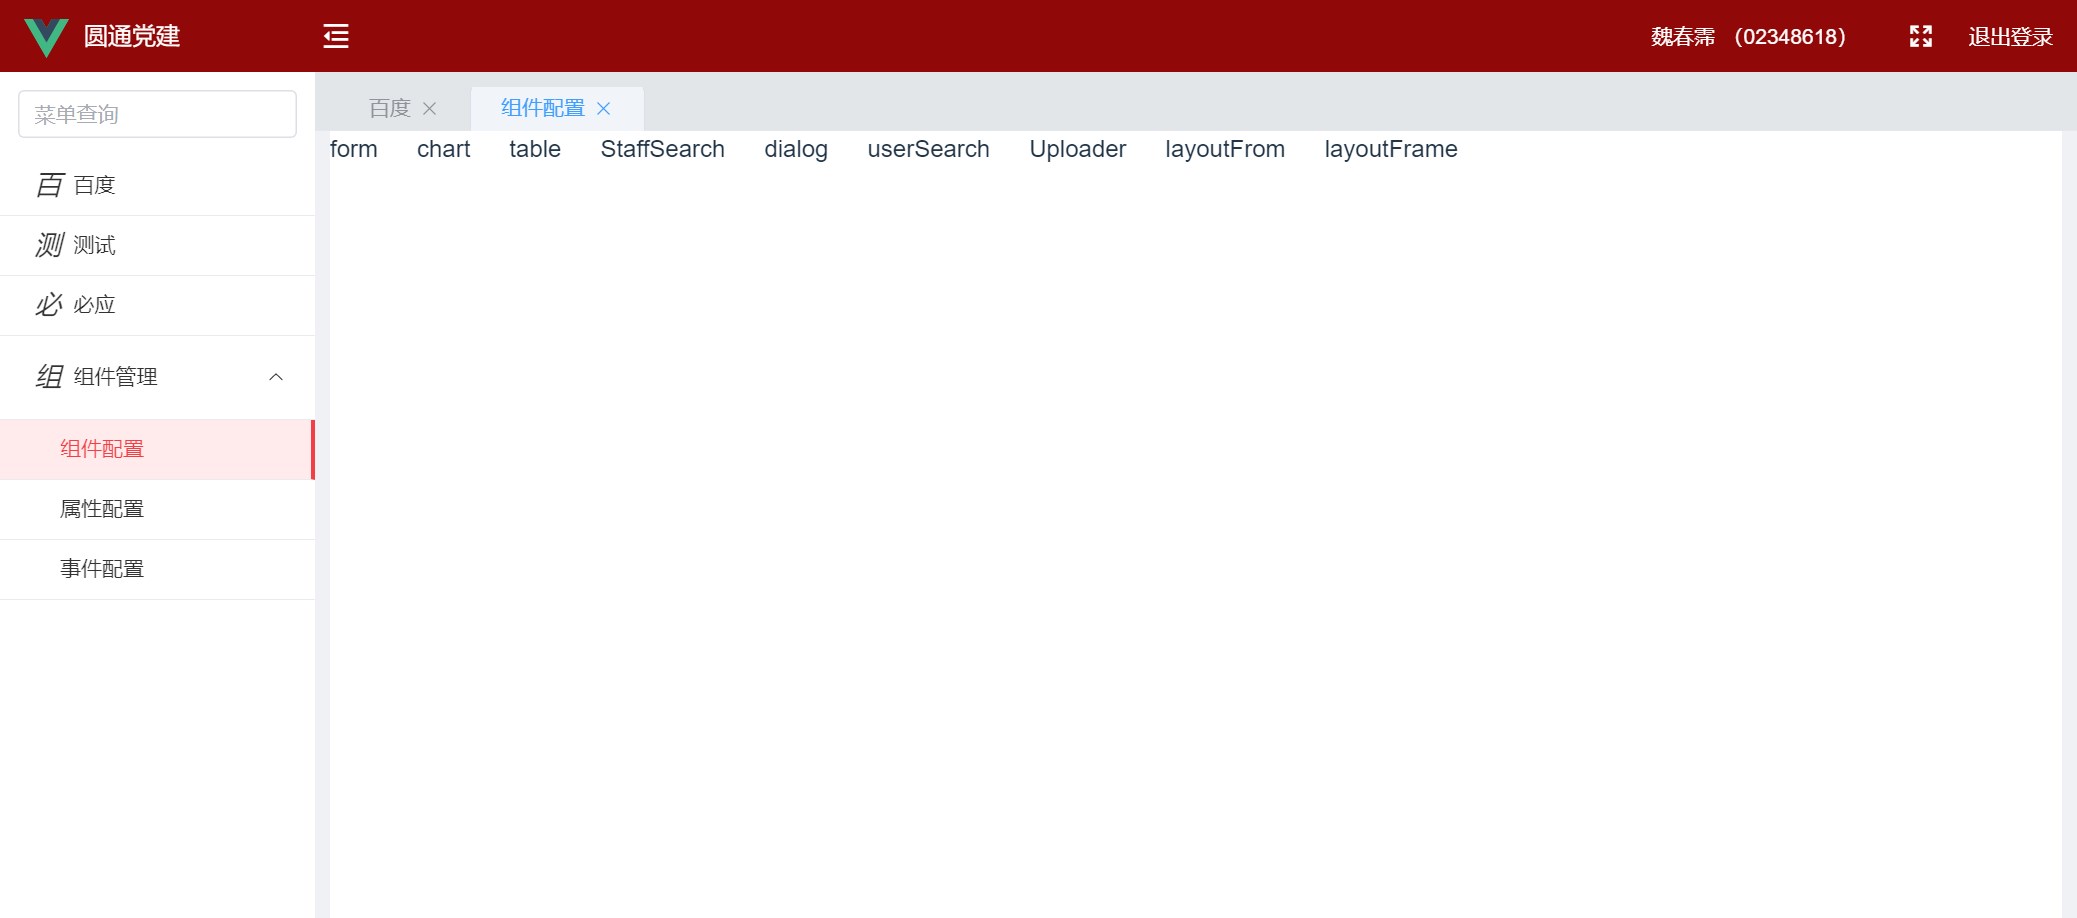 圆通党建
魏春霈 （02348618）
退出登录
菜单查询
百 百度
测 测试
必 必应
组 组件管理
组件配置
属性配置
事件配置
百度
组件配置
form chart table StaffSearch dialog userSearch Uploader layoutFrom layoutFrame